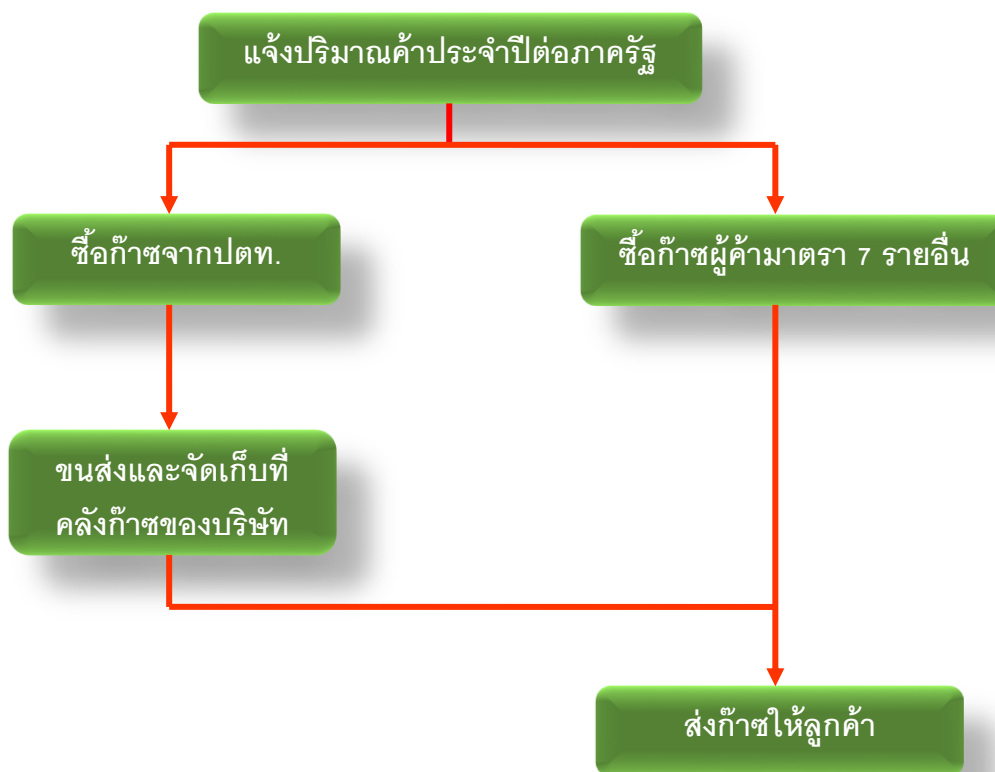 แจ้งปริมาณค้าประจำปีต่อภาครัฐ
ซื้อก๊าซจากปตท.
ซื้อก๊าซผู้ค้ามาตรา 7 รายอื่น
ขนส่งและจัดเก็บที่
คลังก๊าซของบริษัท
ส่งก๊าซให้ลูกค้า